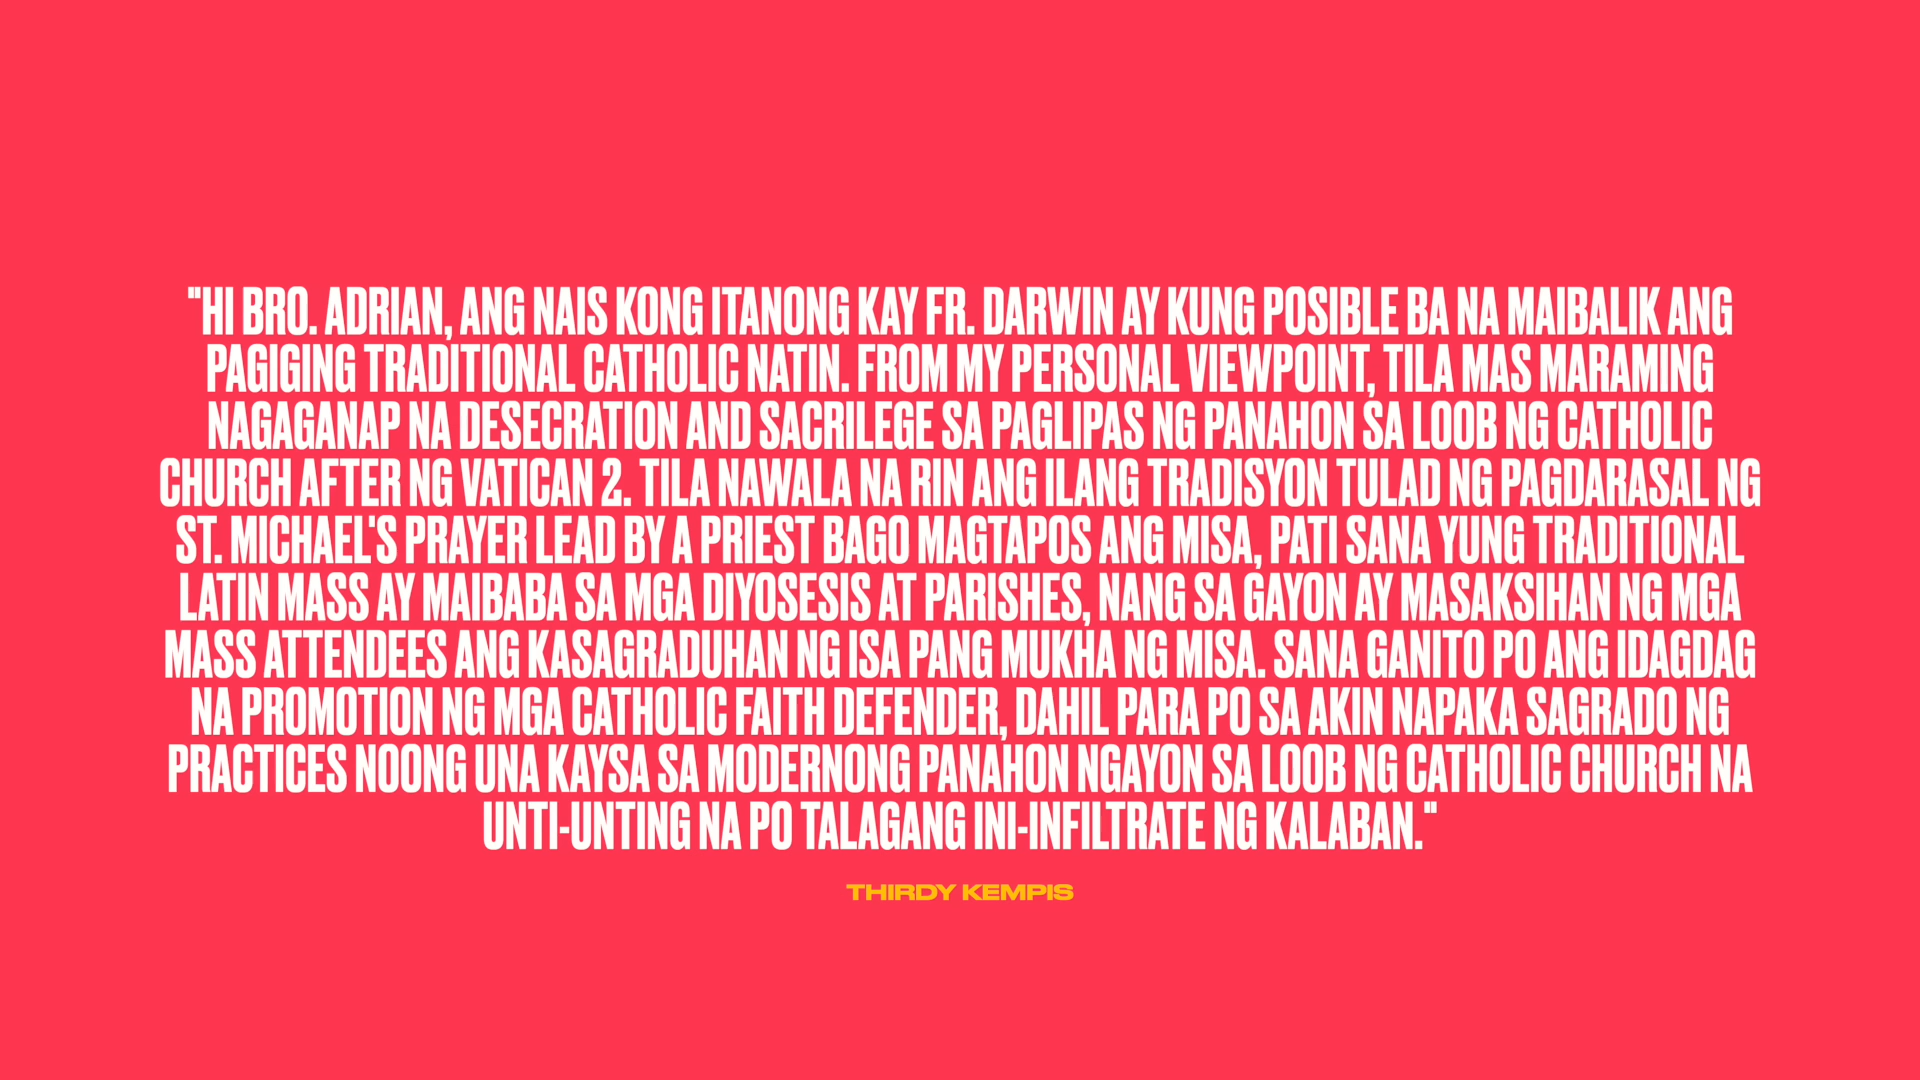 "HI BRO. ADRIAN, ANG NAIS KONG ITANONG KAY FR. DARWIN AY KUNG POSIBLE BA NA MAIBALIK ANG
PAGIGING TRADITIONAL CATHOLIC NATIN. FROM MY PERSONAL VIEWPOINT, TILA MAS MARAMING
NAGAGANAP NA DESECRATION AND SACRILEGE SA PAGLIPAS NG PANAHON SA LOOB NG CATHOLIC
CHURCH AFTER NG VATICAN 2. TILA NAWALA NA RIN ANG ILANG TRADISYON TULAD NG PAGDARASAL NG
ST. MICHAEL'S PRAYER LEAD BY A PRIEST BAGO MAGTAPOS ANG MISA, PATI SANA YUNG TRADITIONAL
LATIN MASS AY MAIBABA SA MGA DIYOSESIS AT PARISHES, NANG SA GAYON AY MASAKSIHAN NG MGA
MASS ATTENDEES ANG KASAGRADUHAN NG ISA PANG MUKHA NG MISA. SANA GANITO PO ANG IDAGDAG
NA PROMOTION NG MGA CATHOLIC FAITH DEFENDER, DAHIL PARA PO SA AKIN NAPAKA SAGRADO NG
PRACTICES NOONG UNA KAYSA SA MODERNONG PANAHON NGAYON SA LOOB NG CATHOLIC CHURCH NA
UNTI-UNTING NA PO TALAGANG INI-INFILTRATE NG KALABAN."
THIRDY KEMPIS